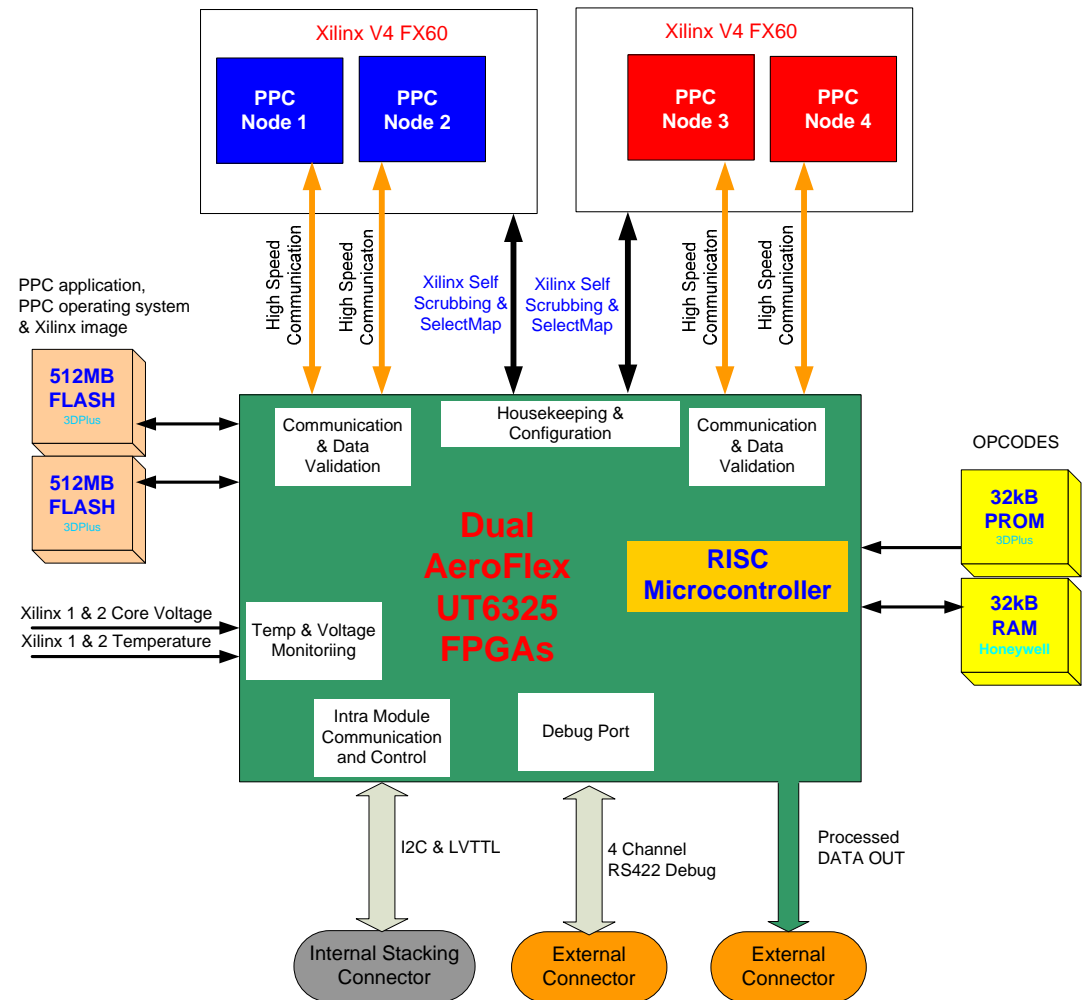 Xilinx V4 FX60
Xilinx V4 FX60
PPC
Node 1
PPC
Node 2
PPC
Node 3
PPC
Node 4
High Speed
Communication
High Speed
Communicaton
Xilinx Self
Scrubbing &
SelectMap
Xilinx Self
Scrubbing &
SelectMap
High Speed
Communicaton
High Speed
Communication
PPC application,
PPC operating system
& Xilinx image
512MB
FLASH
3DPlus
512MB
FLASH
3DPlus
Communication
& Data
Validation
Housekeeping &
Configuration
Communication
& Data
Validation
OPCODES
32kB
PROM
3DPlus
32kB
RAM
Honeywell
Dual
AeroFlex
UT6325
FPGAs
RISC
Microcontroller
Xilinx 1 & 2 Core Voltage
Xilinx 1 & 2 Temperature
Temp & Voltage
Monitoriing
Intra Module
Communication
and Control
Debug Port
I2C & LVTTL
4 Channel
RS422 Debug
Processed
DATA OUT
Internal Stacking
Connector
External
Connector
External
Connector